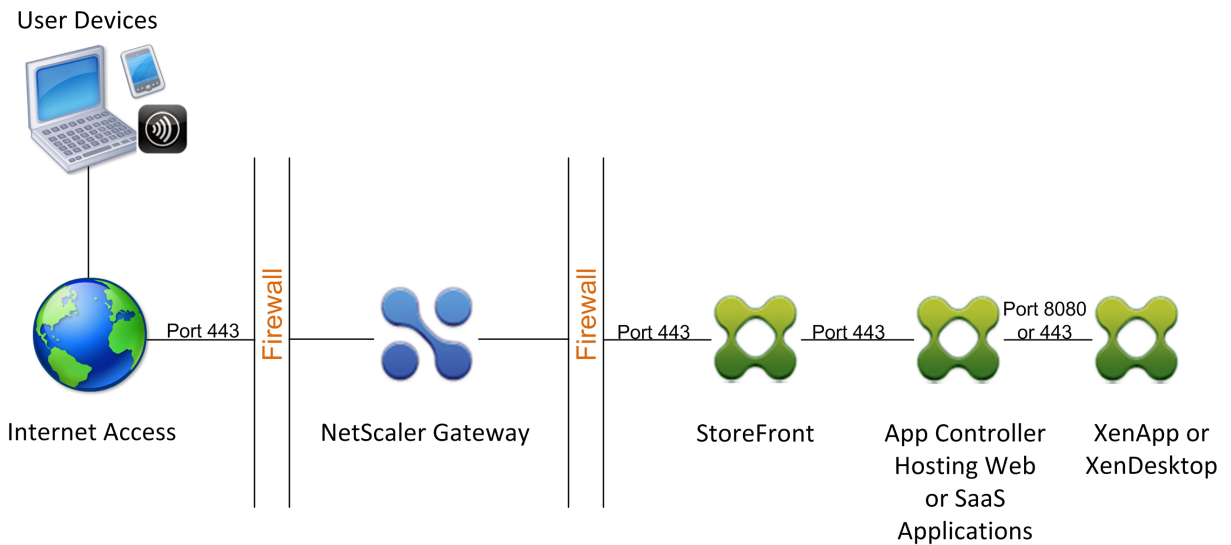 User Devices
Port 443
Firewall
Firewall
Port 443
Port 443
Port 8080
or 443
Internet Access
NetScaler Gateway
StoreFront
App Controller
Hosting Web
or SaaS
Applications
XenApp or
XenDesktop